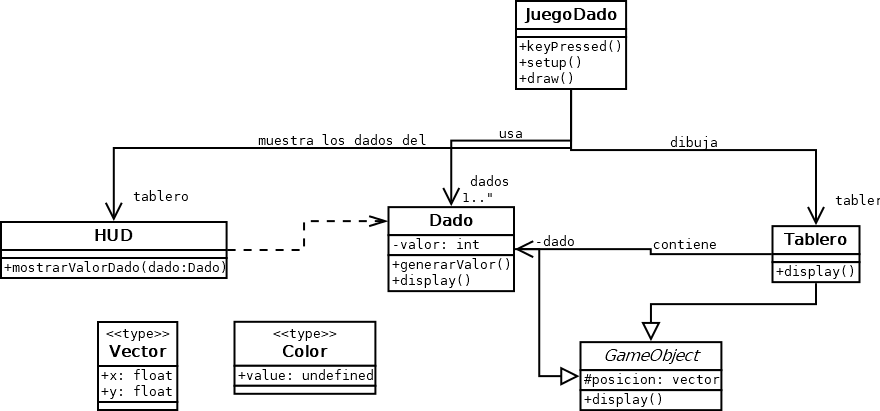 JuegoDado
+keyPressed()
+setup()
+draw()
muestra los dados del
usa
dibuja
tablero
dados
1.."
tabler
HUD
+mostrarValorDado(dado:Dado)
Dado
-valor: int
+generarValor()
+display()
-dado
contiene
Tablero
+display()
<<type>>
Vector
+x: float
+y: float
<<type>>
Color
+value: undefined
GameObject
#posicion: vector
+display()